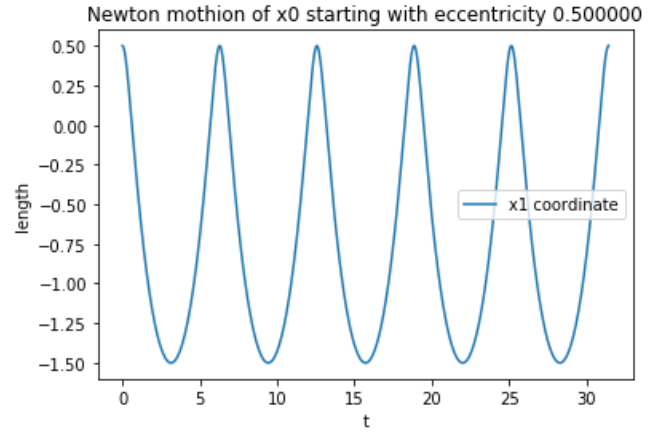 Newton mothion of x0 starting with eccentricity 0.500000
0.50
0.25
0.00
−0.25
−0.50
−0.75
−1.00
−1.25
−1.50
length
x1 coordinate
0 5 10 15 20 25 30
t